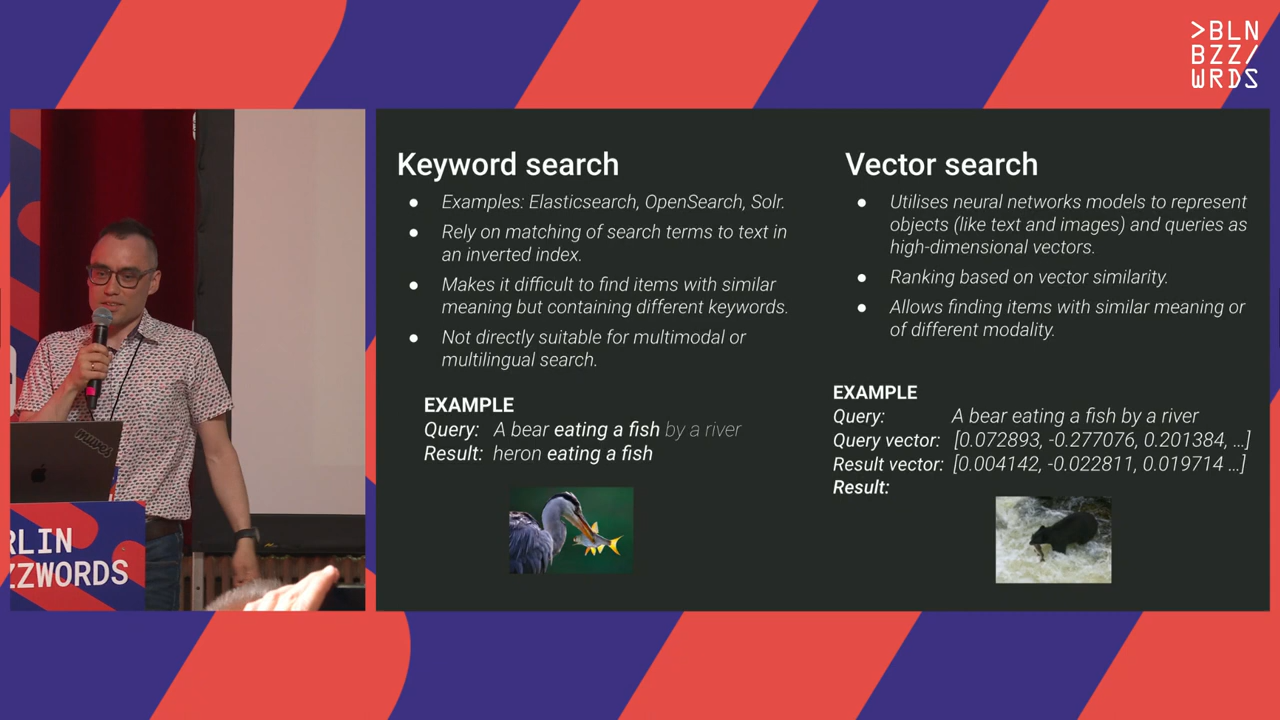 >BLN
BZZ/
WRDS
Keyword search
● Examples: Elasticsearch, OpenSearch, Solr.
● Rely on matching of search terms to text in
an inverted index.
● Makes it difficult to find items with similar
meaning but containing different keywords.
● Not directly suitable for multimodal or
multilingual search.
EXAMPLE
Query: A bear eating a fish by a river
Result: heron eating a fish
Vector search
● Utilises neural networks models to represent
objects (like text and images) and queries as
high-dimensional vectors.
● Ranking based on vector similarity.
● Allows finding items with similar meaning or
of different modality.
EXAMPLE
Query: A bear eating a fish by a river
Query vector: [0.072893, -0.277076, 0.201384, ...]
Result vector: [0.004142, -0.022811, 0.019714 ...]
Result:
RLIN
ZZWORDS